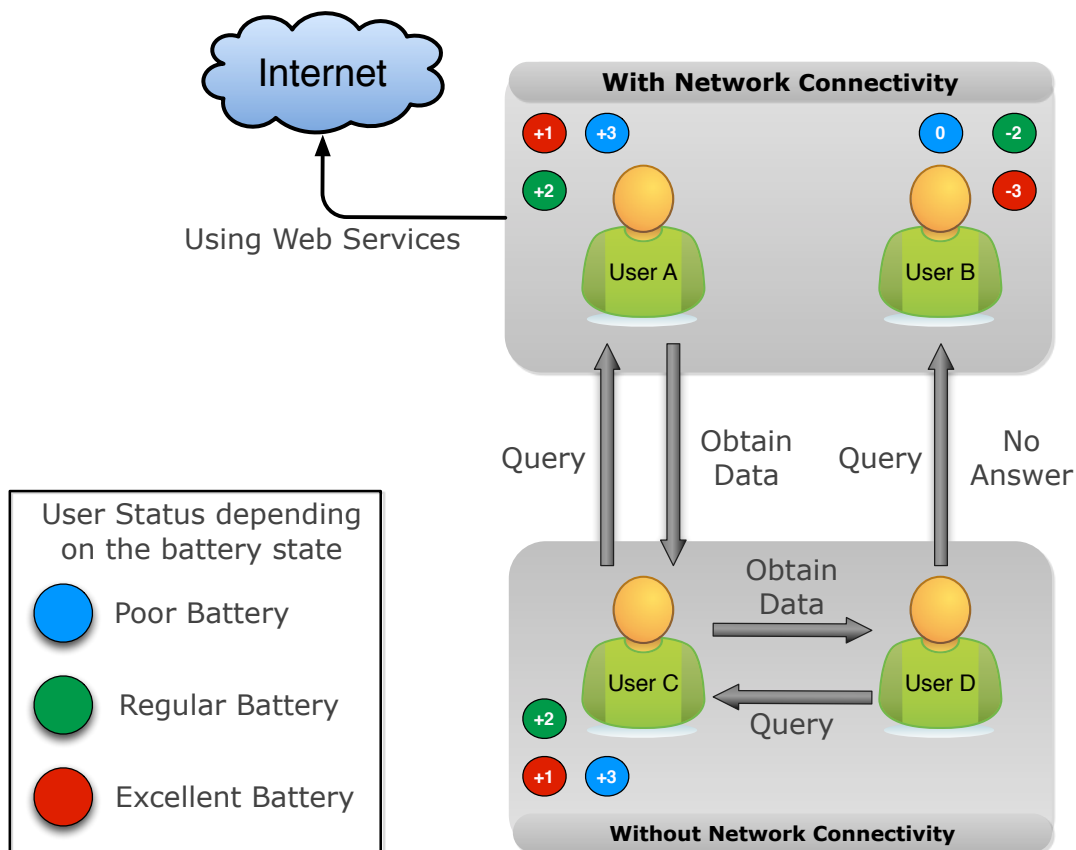 Internet
With Network Connectivity
+1
+3
0
-2
+2
-3
Using Web Services
User A
User B
Query
Obtain
Data
Query
No
Answer
User Status depending
on the battery state
Poor Battery
Regular Battery
Excellent Battery
Obtain
Data
User C
User D
Query
+2
+1
+3
Without Network Connectivity